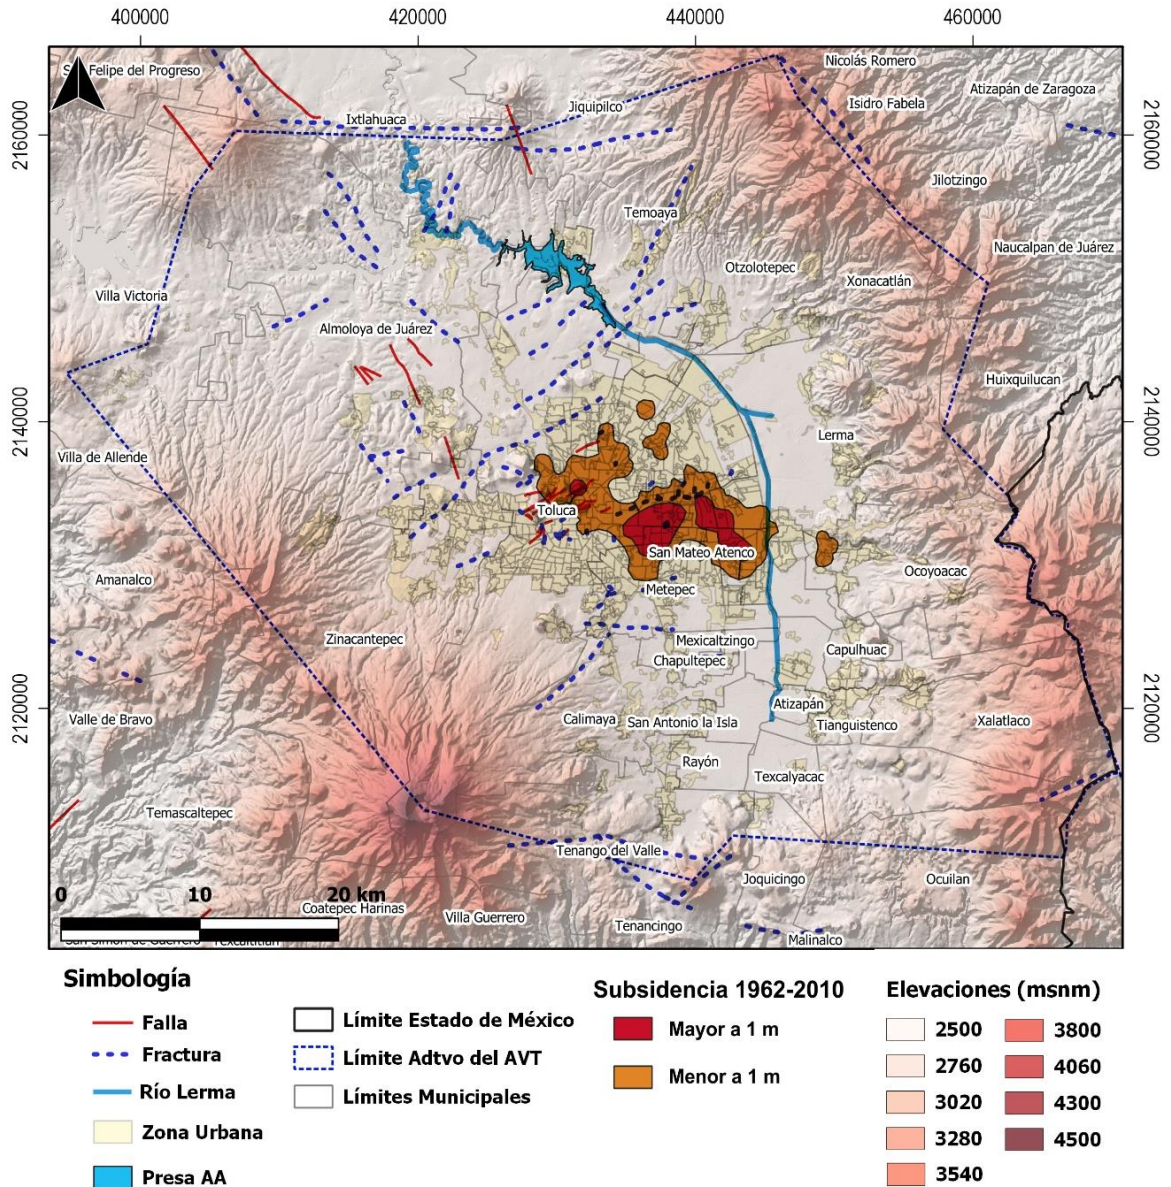 400000
420000
440000
460000
Felipe del Progreso
Nicolás Romero
Atizapán de Zaragoza
Isidro Fabela
Jiquipilco
Ixtlahuaca
2160000
2160000
Jilotzingo
Temoaya
Naucalpan de Juárez
Otzolotepec
Xonacatlán
Villa Victoria
Almoloya de Juárez
Huixquilucan
2140000
2140000
Lerma
Villa de Allende
Toluca
San Mateo Atenco
Ocoyoacac
Amanalco
Metepec
Zinacantepec
Mexicaltzingo
Capulhuac
Chapultepec
2120000
2120000
Atizapán
Valle de Bravo
Calimaya
San Antonio la Isla
Tianguistenco
Xalatlaco
Rayón
Texcalyacac
Temascaltepec
Tenango del Valle
Joquicingo
Ocuilan
0 10 20 km
Coatepec Harinas
Villa Guerrero
Tenancingo
Malinalco
San Simón de Guerrero
Simbología
Falla
Fractura
Río Lerma
Zona Urbana
Presa AA
Límite Estado de México
Límite Adtvo del AVT
Límites Municipales
Subsidencia 1962-2010
Mayor a 1 m
Menor a 1 m
Elevaciones (msnm)
2500
2760
3020
3280
3540
3800
4060
4300
4500